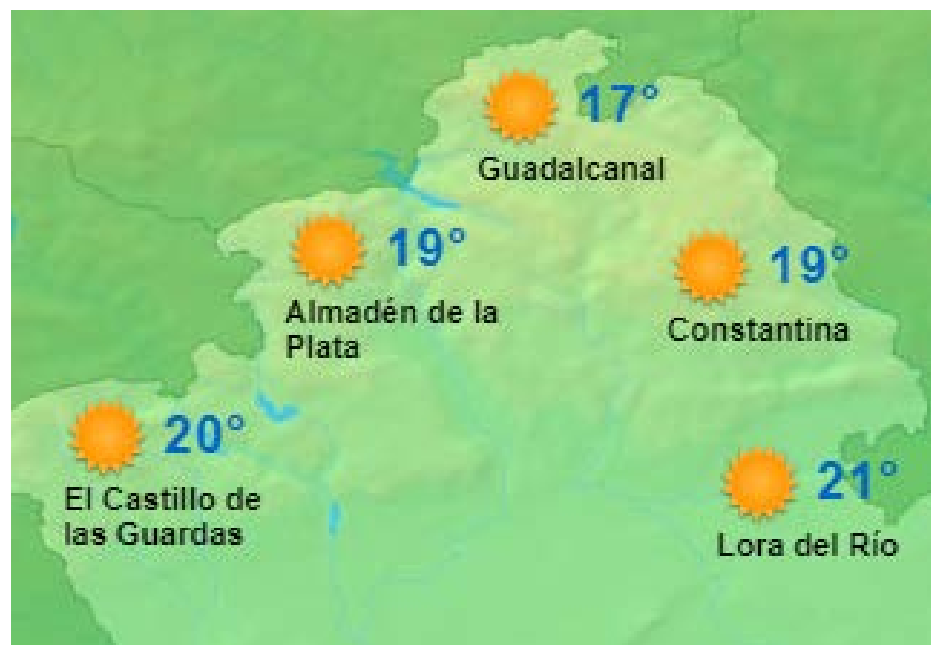 17°
Guadalcanal
19°
Almadén de la
Plata
19°
Constantina
20°
El Castillo de
las Guardas
21°
Lora del Río